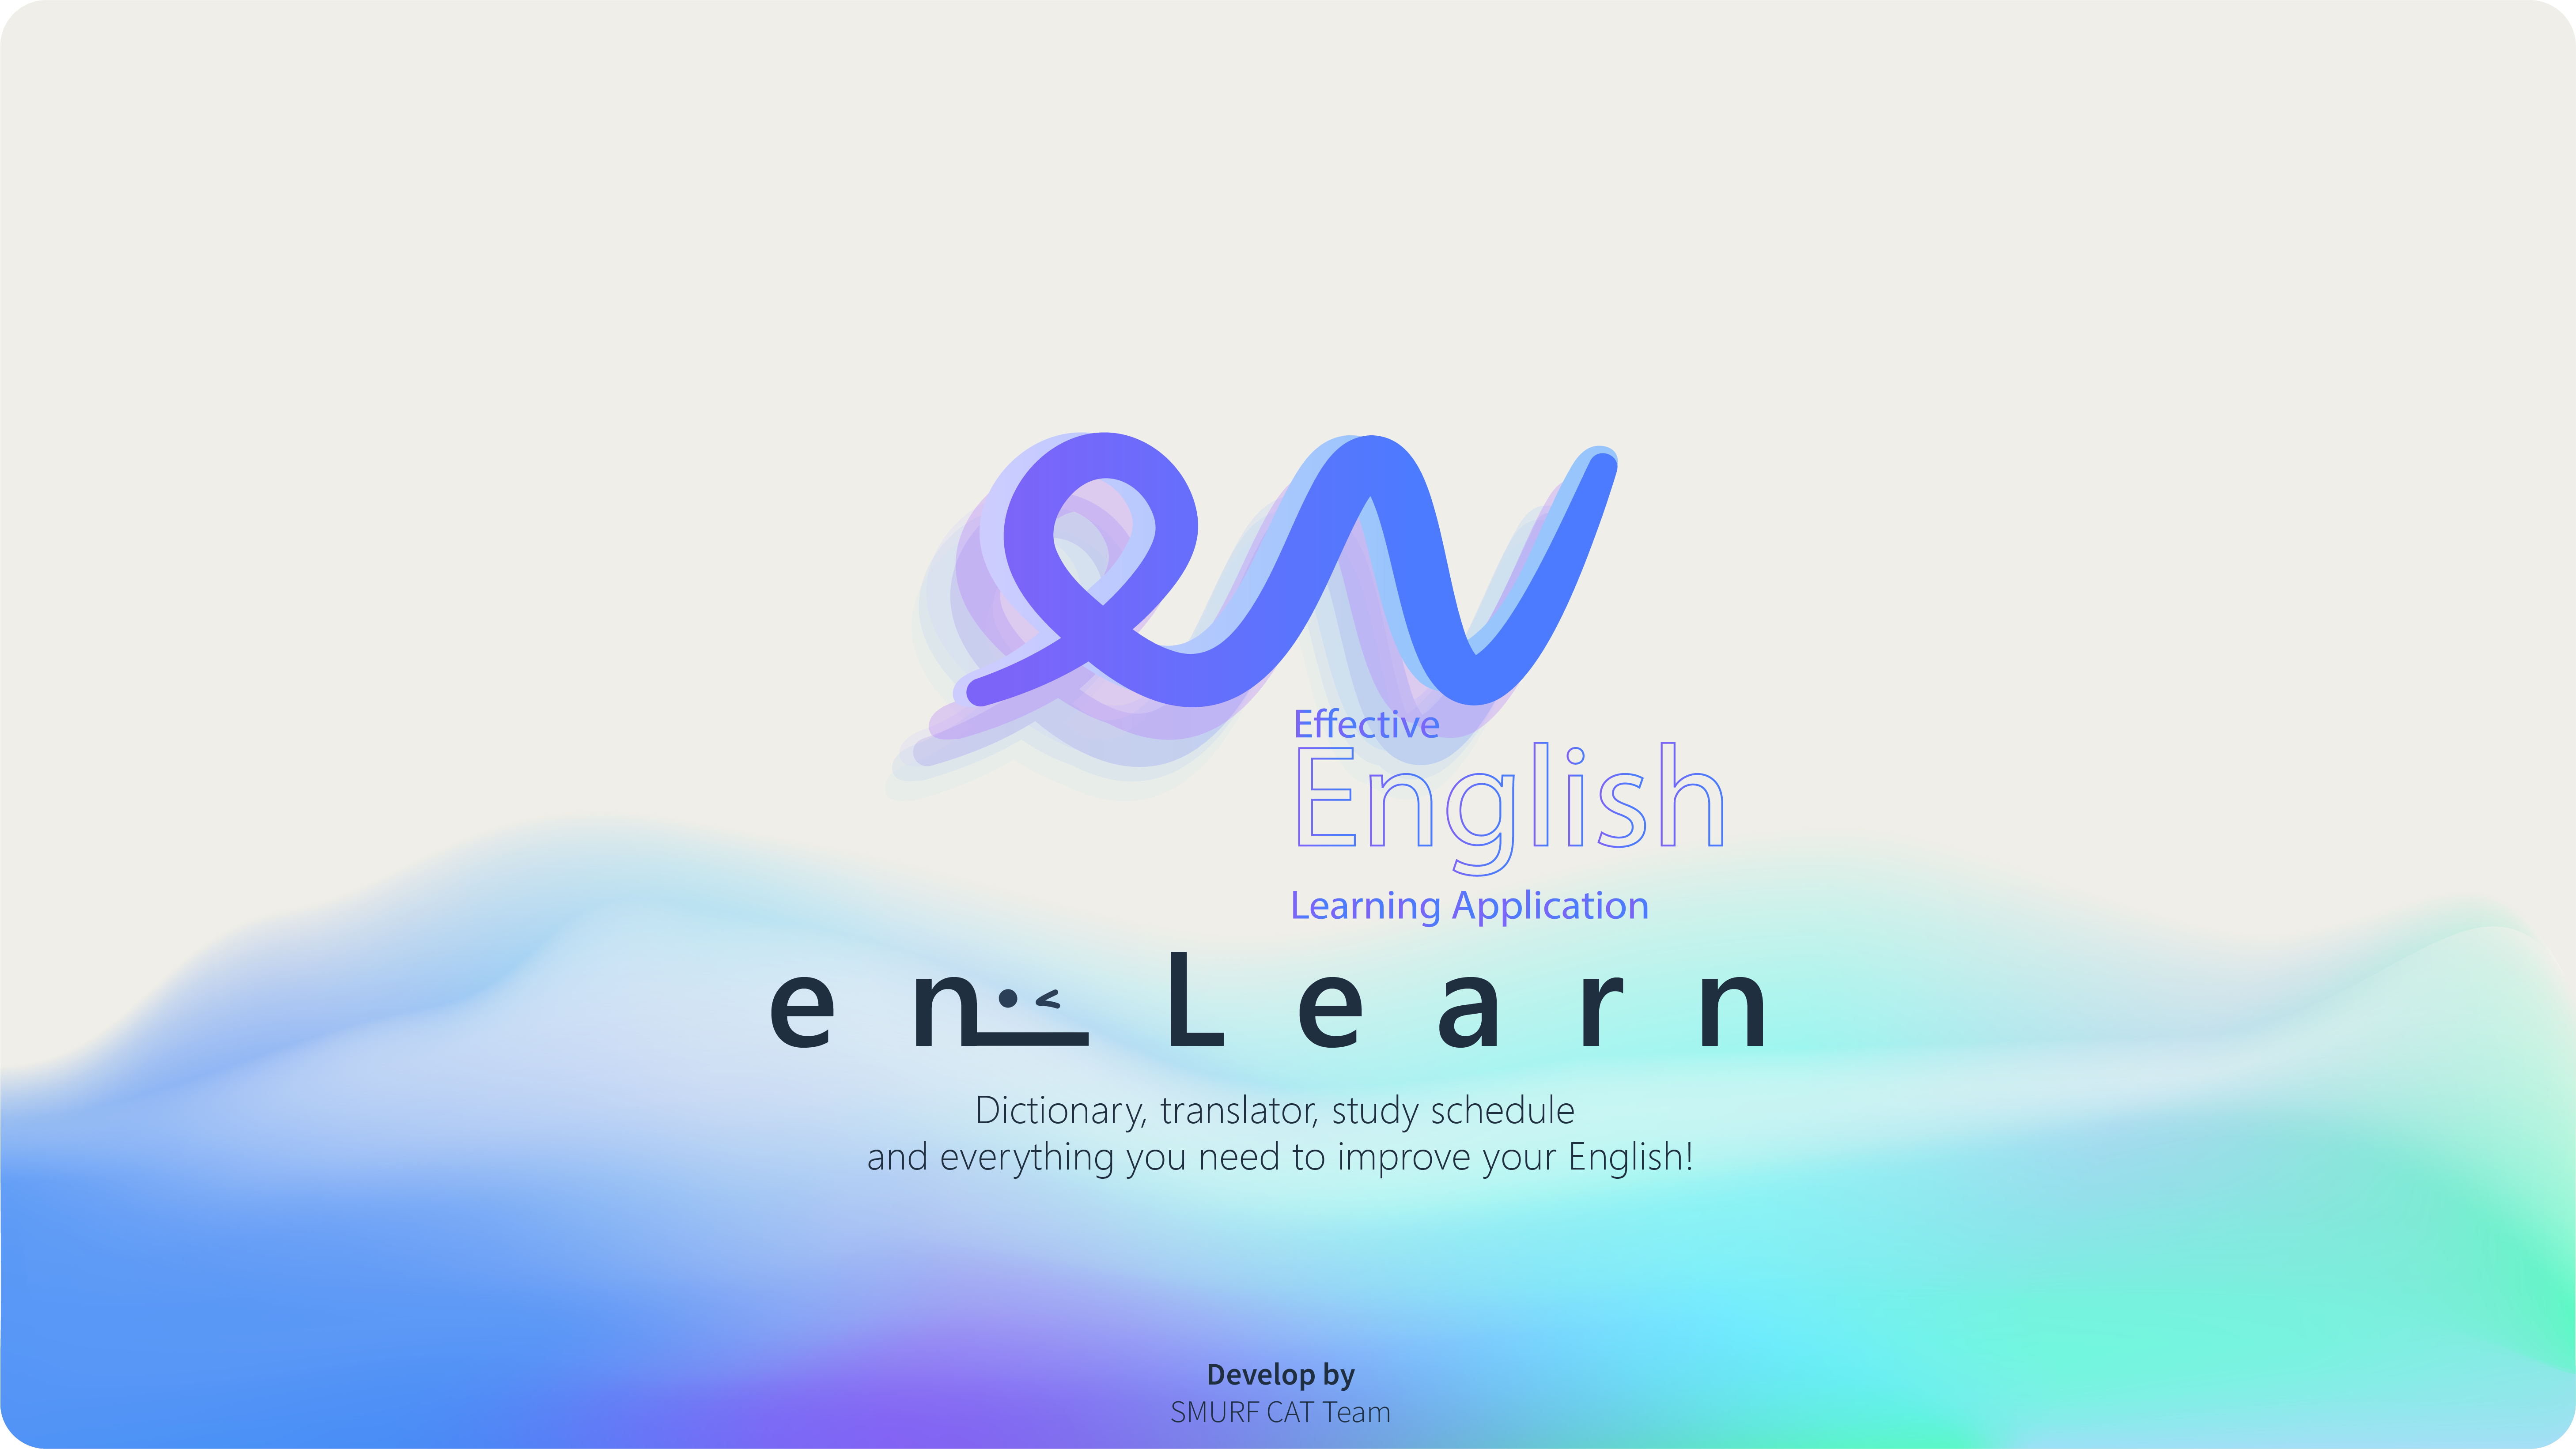 en
Effective
English
Learning Application
en Learn
Dictionary, translator, study schedule
and everything you need to improve your English!
Develop by
SMURF CAT Team